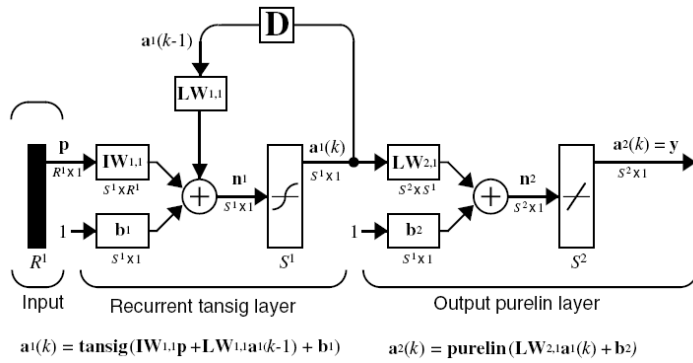 D
a¹(k-1)
LW1,1
p
a¹(k)
a²(k) = y
IW1,1
LW2,1
R¹x1
S¹x1
S²x1
n¹
n²
S¹xR¹
S²xS¹
S¹x1
S²x1
1
b¹
1
b²
S¹x1
S²x1
R¹
S¹
S²
Input
Recurrent tansig layer
Output purelin layer
a¹(k) = tansig(IW1,1p +LW1,1a¹(k-1) + b¹)
a²(k) = purelin(LW2,1a¹(k) + b²)